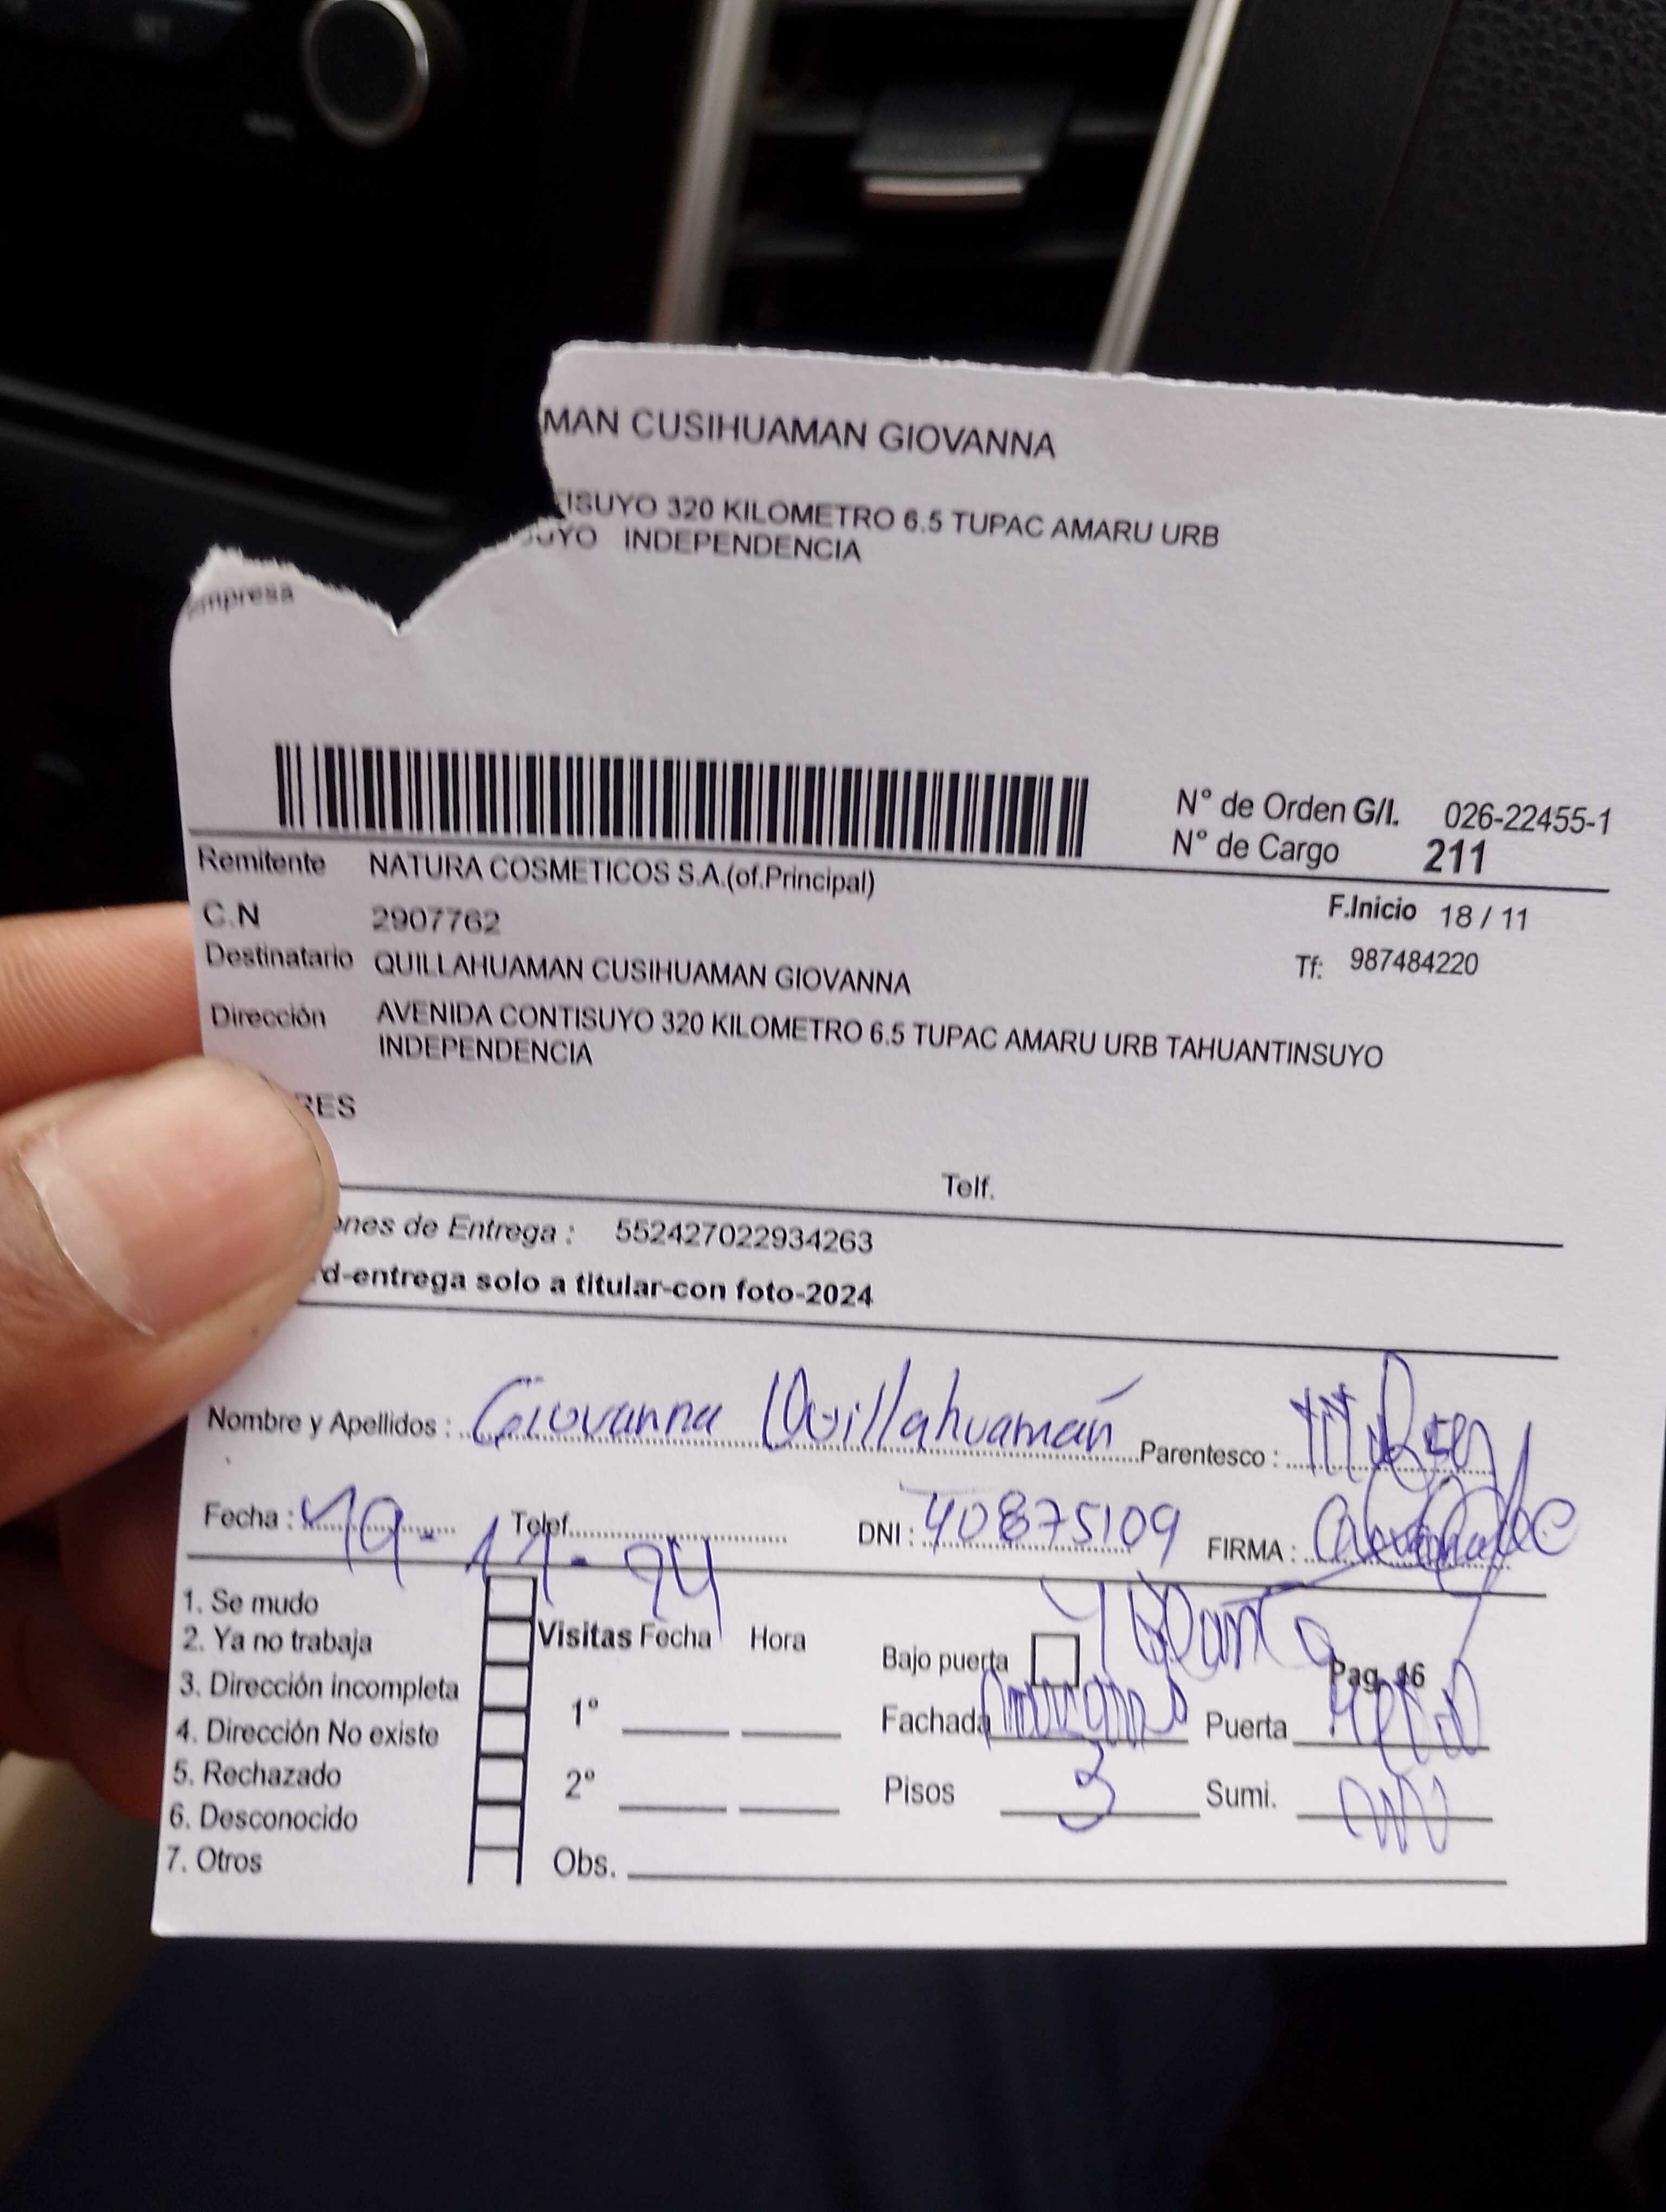 MAN CUSIHUAMAN GIOVANNA
TISUYO 320 KILOMETRO 6.5 TUPAC AMARU URB
UYO INDEPENDENCIA
mpresa
N° de Orden G/I. 026-22455-1
N° de Cargo 211
Remitente NATURA COSMETICOS S.A.(of.Principal)
F.Inicio 18 / 11
C.N 2907762
Destinatario QUILLAHUAMAN CUSIHUAMAN GIOVANNA
Tf: 987484220
Dirección AVENIDA CONTISUYO 320 KILOMETRO 6.5 TUPAC AMARU URB TAHUANTINSUYO
INDEPENDENCIA
RES
Telf.
ones de Entrega : 552427022934263
rd-entrega solo a titular-con foto-2024
Nombre y Apellidos : Giovanna Quillahuamán Parentesco :
Fecha : 19-11-24 Telef. DNI : 40875109 FIRMA :
1. Se mudo
2. Ya no trabaja
3. Dirección incompleta
4. Dirección No existe
5. Rechazado
6. Desconocido
7. Otros
Visitas Fecha Hora
1°
2°
Obs.
Bajo puerta
Pag. 16
Fachada Puerta
Pisos 3 Sumi.